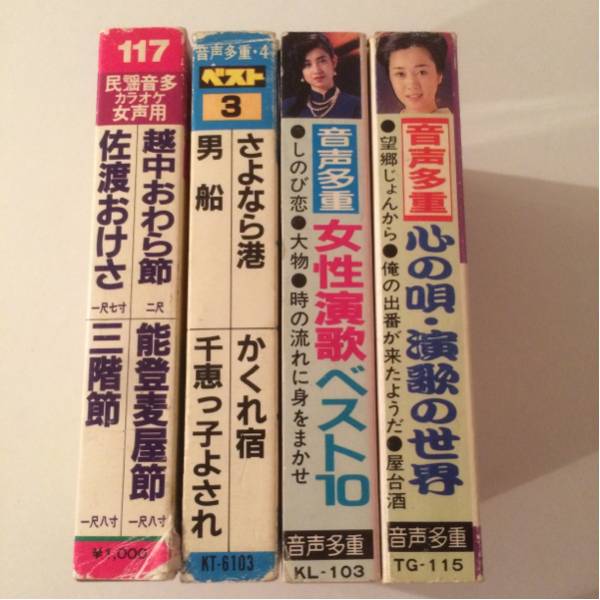 117
民謡音多
カラオケ
女声用
越中おわら節
二尺
佐渡おけさ
一尺七寸
能登麦屋節
一尺八寸
三階節
一尺八寸
¥1,000
音声多重・4
ベスト
3
さよなら港
男船
かくれ宿
千恵っ子よされ
KT-6103
音声多重
女性演歌ベスト10
●しのび恋●大物●時の流れに身をまかせ
音声多重
KL-103
音声多重
心の唄・演歌の世界
●望郷じょんから●俺の出番が来たようだ●屋台酒
音声多重
TG-115